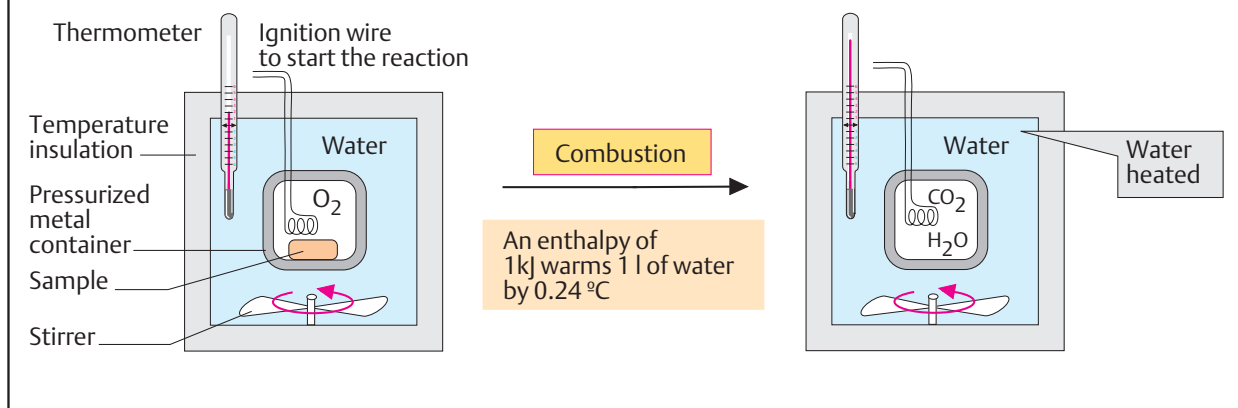 Thermometer
Ignition wire
to start the reaction
Temperature
insulation
Water
Pressurized
metal
container
O₂
Sample
Stirrer
Combustion
An enthalpy of
1kJ warms 1 l of water
by 0.24 ºC
Water
CO₂
H₂O
Water
heated